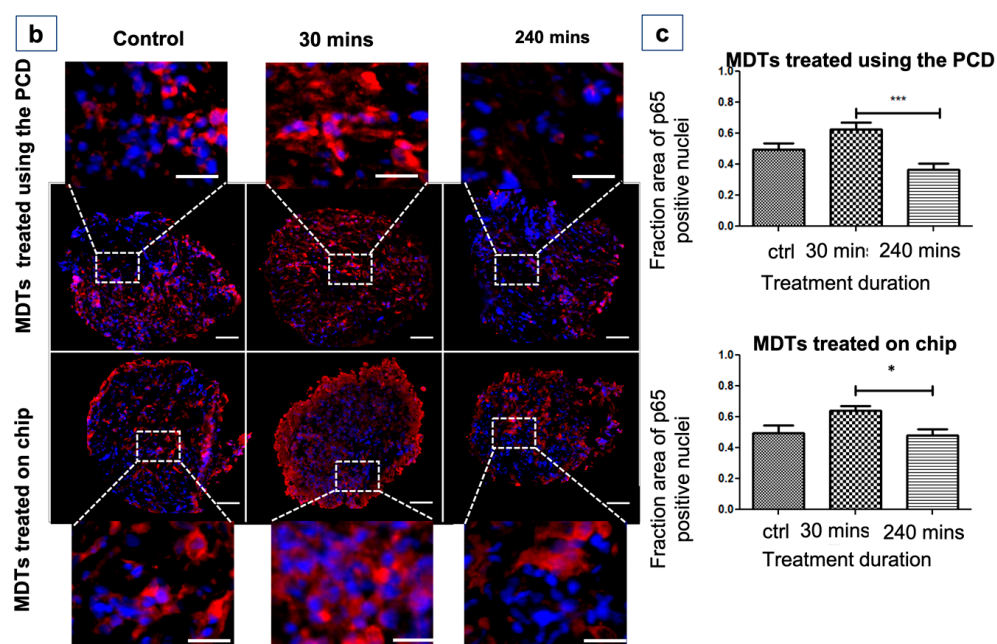 b
Control
30 mins
240 mins
MDTs treated using the PCD
MDTs treated on chip
c
MDTs treated using the PCD
Fraction area of p65
positive nuclei
1.0
0.8
0.6
0.4
0.2
0.0
***
ctrl
30 mins
240 mins
Treatment duration
MDTs treated on chip
Fraction area of p65
positive nuclei
1.0
0.8
0.6
0.4
0.2
0.0
*
ctrl
30 mins
240 mins
Treatment duration